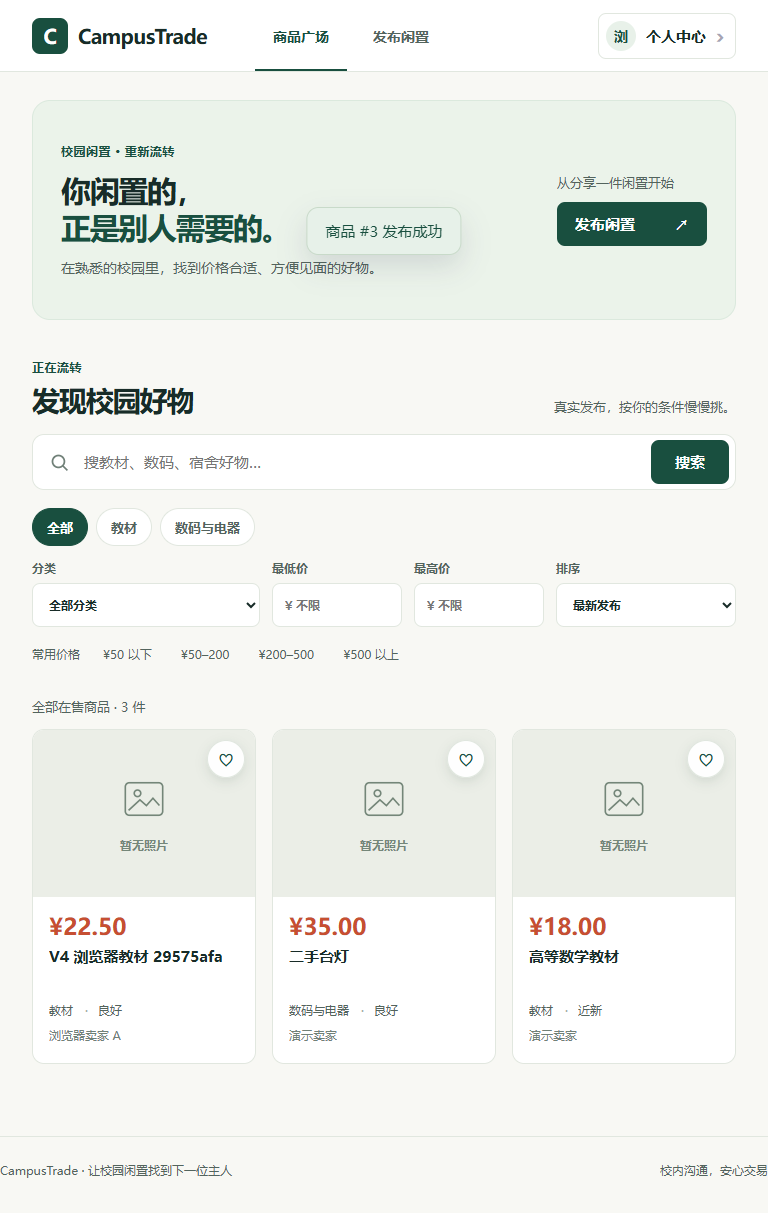 C CampusTrade 商品广场 发布闲置 浏 个人中心 ›
校园闲置 · 重新流转
你闲置的，
正是别人需要的。
在熟悉的校园里，找到价格合适、方便见面的好物。
商品 #3 发布成功
从分享一件闲置开始
发布闲置 ↗
正在流转
发现校园好物
真实发布，按你的条件慢慢挑。
搜教材、数码、宿舍好物...
搜索
全部 教材 数码与电器
分类 最低价 最高价 排序
全部分类 ¥ 不限 ¥ 不限 最新发布
常用价格 ¥50 以下 ¥50–200 ¥200–500 ¥500 以上
全部在售商品 · 3 件
暂无照片
¥22.50
V4 浏览器教材 29575afa
教材 · 良好
浏览器卖家 A
暂无照片
¥35.00
二手台灯
数码与电器 · 良好
演示卖家
暂无照片
¥18.00
高等数学教材
教材 · 近新
演示卖家
CampusTrade · 让校园闲置找到下一位主人
校内沟通，安心交易